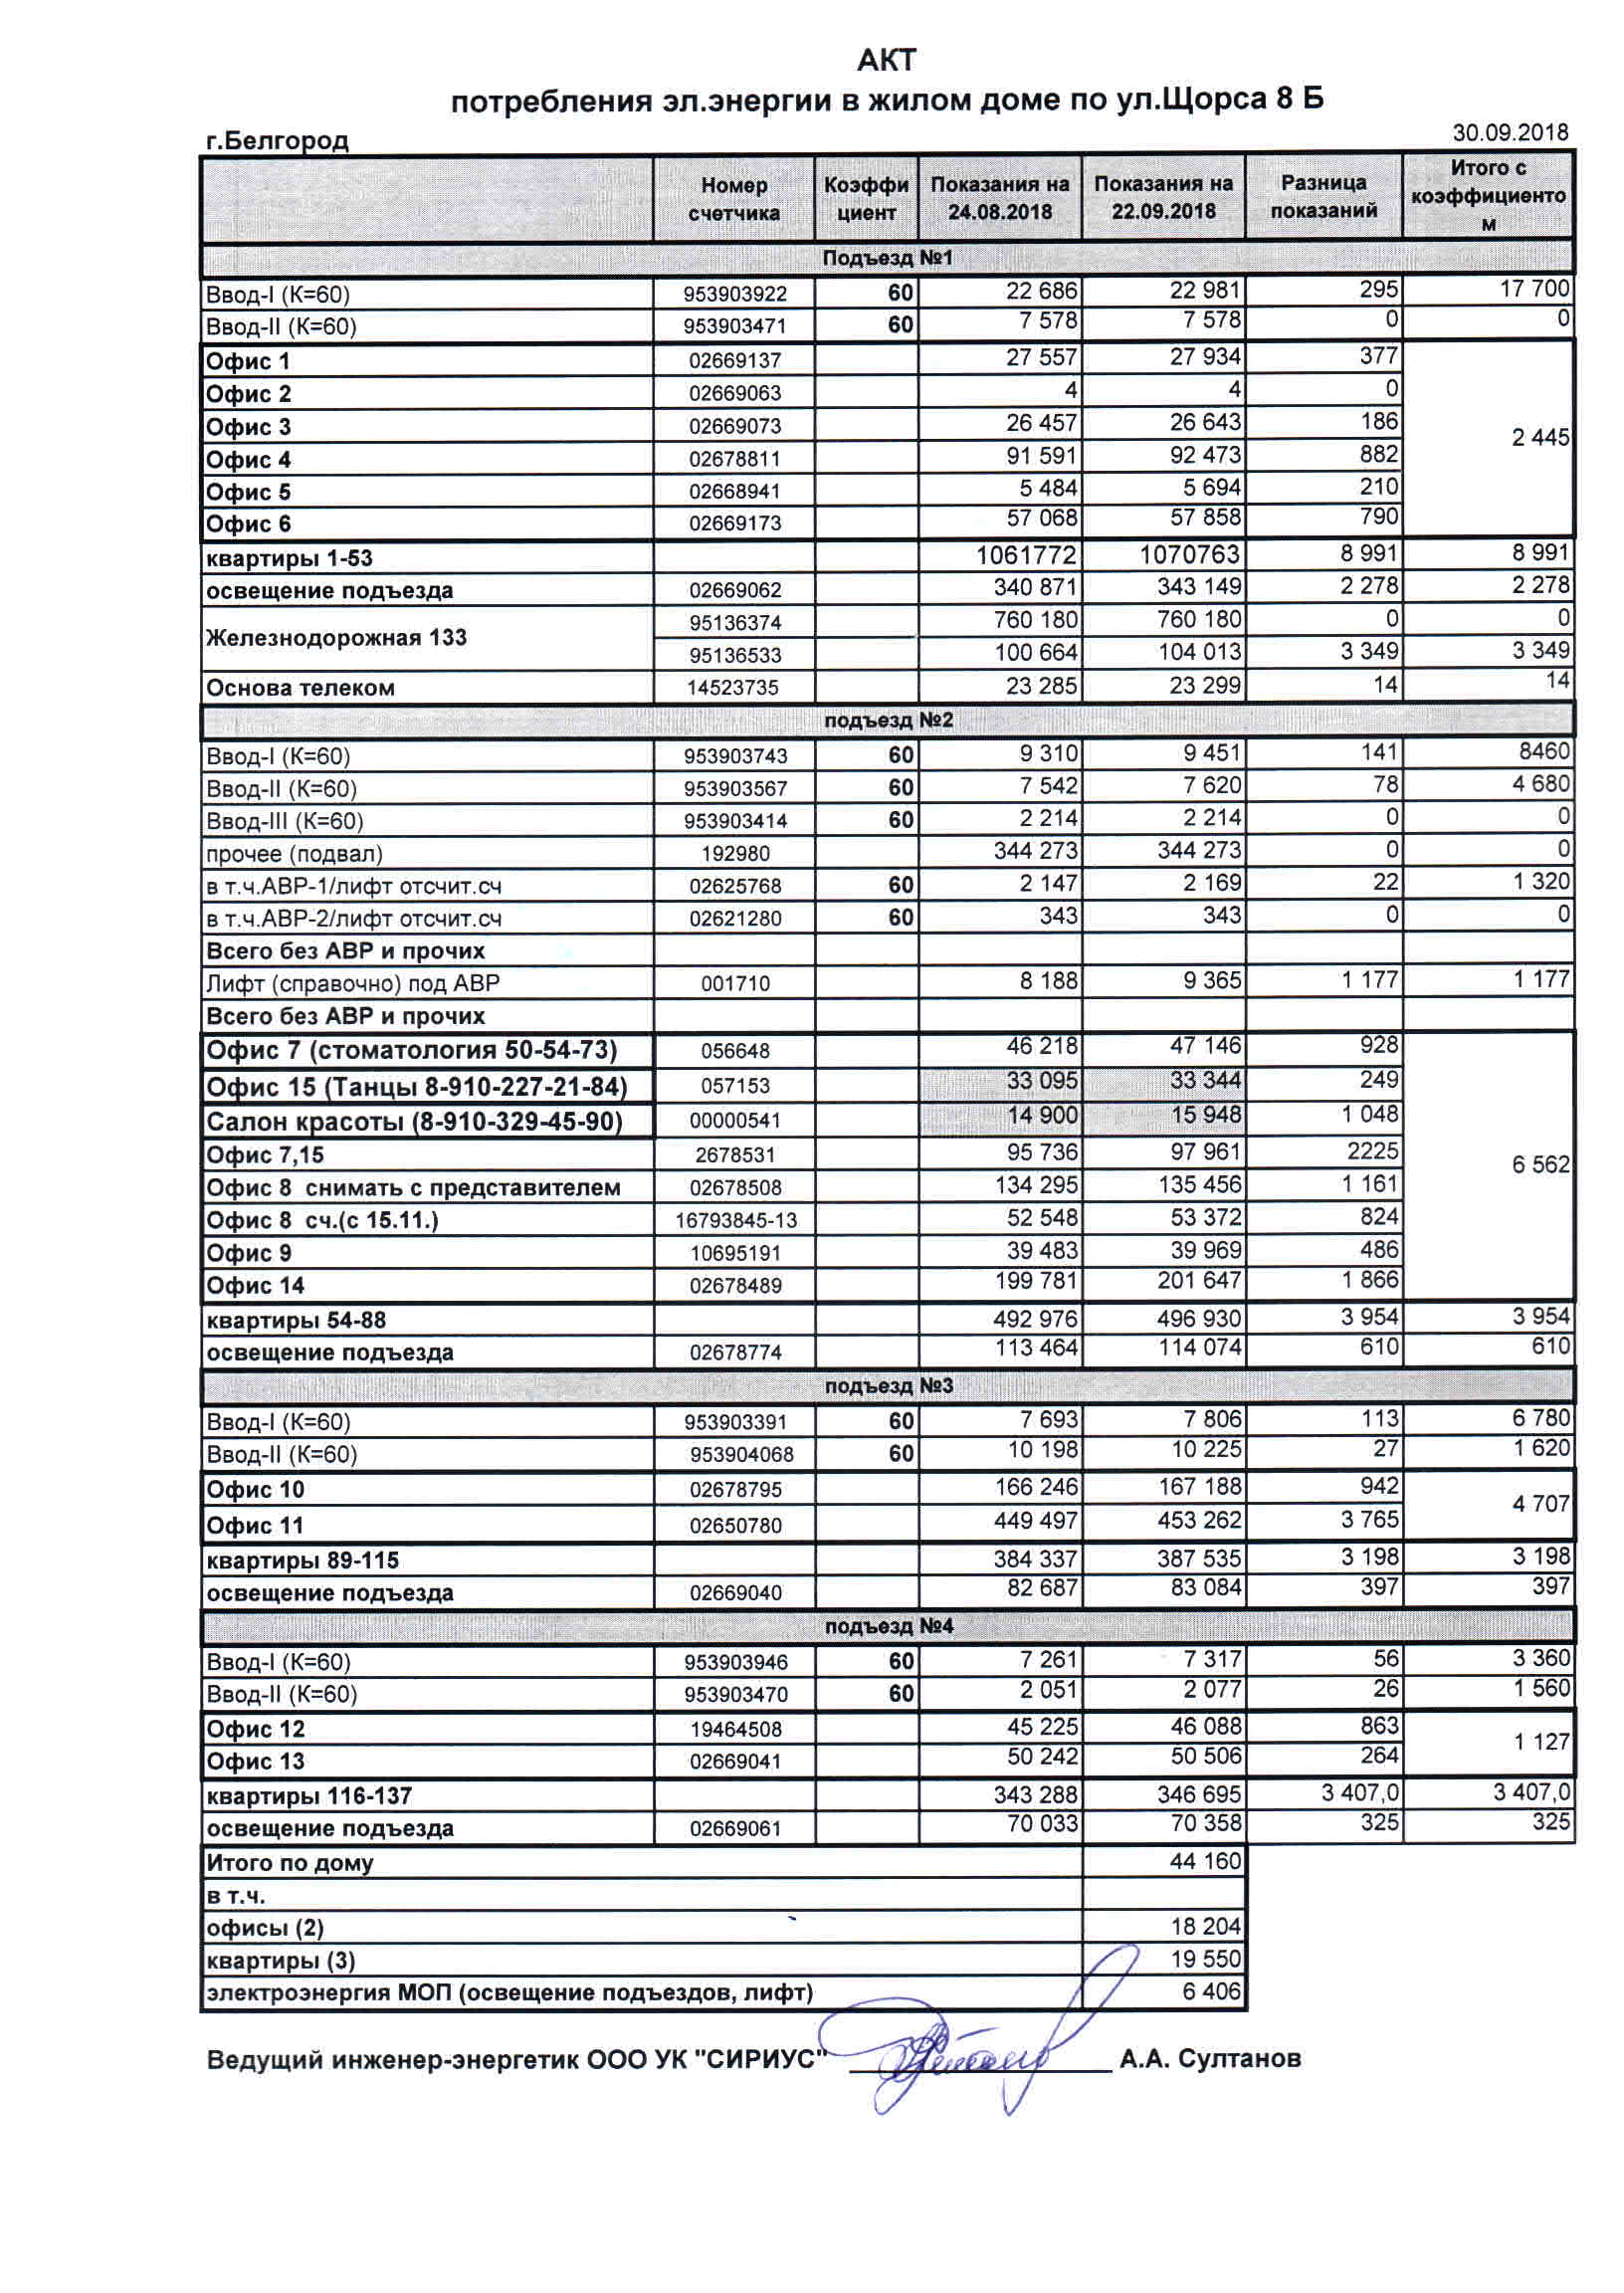 АКТ
потребления эл.энергии в жилом доме по ул.Щорса 8 Б
г.Белгород 30.09.2018
Номер счетчика Коэффи циент Показания на 24.08.2018 Показания на 22.09.2018 Разница показаний Итого с коэффициенто м
Подъезд №1
Ввод-I (К=60) 953903922 60 22 686 22 981 295 17 700
Ввод-II (К=60) 953903471 60 7 578 7 578 0 0
Офис 1 02669137 27 557 27 934 377
Офис 2 02669063 4 4 0
Офис 3 02669073 26 457 26 643 186
2 445
Офис 4 02678811 91 591 92 473 882
Офис 5 02668941 5 484 5 694 210
Офис 6 02669173 57 068 57 858 790
квартиры 1-53 1061772 1070763 8 991 8 991
освещение подъезда 02669062 340 871 343 149 2 278 2 278
Железнодорожная 133 95136374 760 180 760 180 0 0
95136533 100 664 104 013 3 349 3 349
Основа телеком 14523735 23 285 23 299 14 14
подъезд №2
Ввод-I (К=60) 953903743 60 9 310 9 451 141 8460
Ввод-II (К=60) 953903567 60 7 542 7 620 78 4 680
Ввод-III (К=60) 953903414 60 2 214 2 214 0 0
прочее (подвал) 192980 344 273 344 273 0 0
в т.ч.АВР-1/лифт отсчит.сч 02625768 60 2 147 2 169 22 1 320
в т.ч.АВР-2/лифт отсчит.сч 02621280 60 343 343 0 0
Всего без АВР и прочих
Лифт (справочно) под АВР 001710 8 188 9 365 1 177 1 177
Всего без АВР и прочих
Офис 7 (стоматология 50-54-73) 056648 46 218 47 146 928
Офис 15 (Танцы 8-910-227-21-84) 057153 33 095 33 344 249
Салон красоты (8-910-329-45-90) 00000541 14 900 15 948 1 048
Офис 7,15 2678531 95 736 97 961 2225
6 562
Офис 8 снимать с представителем 02678508 134 295 135 456 1 161
Офис 8 сч.(с 15.11.) 16793845-13 52 548 53 372 824
Офис 9 10695191 39 483 39 969 486
Офис 14 02678489 199 781 201 647 1 866
квартиры 54-88 492 976 496 930 3 954 3 954
освещение подъезда 02678774 113 464 114 074 610 610
подъезд №3
Ввод-I (К=60) 953903391 60 7 693 7 806 113 6 780
Ввод-II (К=60) 953904068 60 10 198 10 225 27 1 620
Офис 10 02678795 166 246 167 188 942
4 707
Офис 11 02650780 449 497 453 262 3 765
квартиры 89-115 384 337 387 535 3 198 3 198
освещение подъезда 02669040 82 687 83 084 397 397
подъезд №4
Ввод-I (К=60) 953903946 60 7 261 7 317 56 3 360
Ввод-II (К=60) 953903470 60 2 051 2 077 26 1 560
Офис 12 19464508 45 225 46 088 863
1 127
Офис 13 02669041 50 242 50 506 264
квартиры 116-137 343 288 346 695 3 407,0 3 407,0
освещение подъезда 02669061 70 033 70 358 325 325
Итого по дому 44 160
в т.ч.
офисы (2) 18 204
квартиры (3) 19 550
электроэнергия МОП (освещение подъездов, лифт) 6 406
Ведущий инженер-энергетик ООО УК "СИРИУС" А.А. Султанов